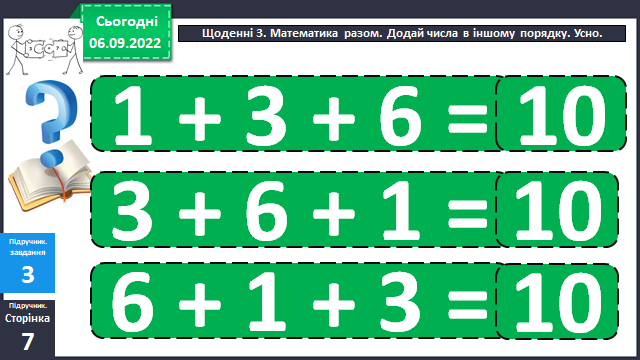 Сьогодні
06.09.2022
Щоденні 3. Математика разом. Додай числа в іншому порядку. Усно.
1 + 3 + 6 = 10
3 + 6 + 1 = 10
6 + 1 + 3 = 10
Підручник.
завдання
3
Підручник.
Сторінка
7